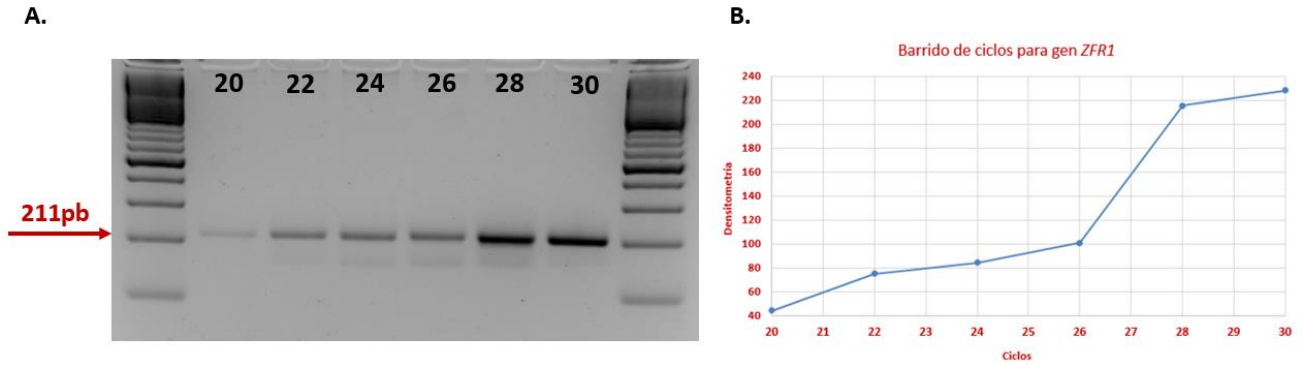 A.
20 22 24 26 28 30
211pb
B.
Barrido de ciclos para gen ZFR1
Densitometría
240
220
200
180
160
140
120
100
80
60
40
20 21 22 23 24 25 26 27 28 29 30
Ciclos